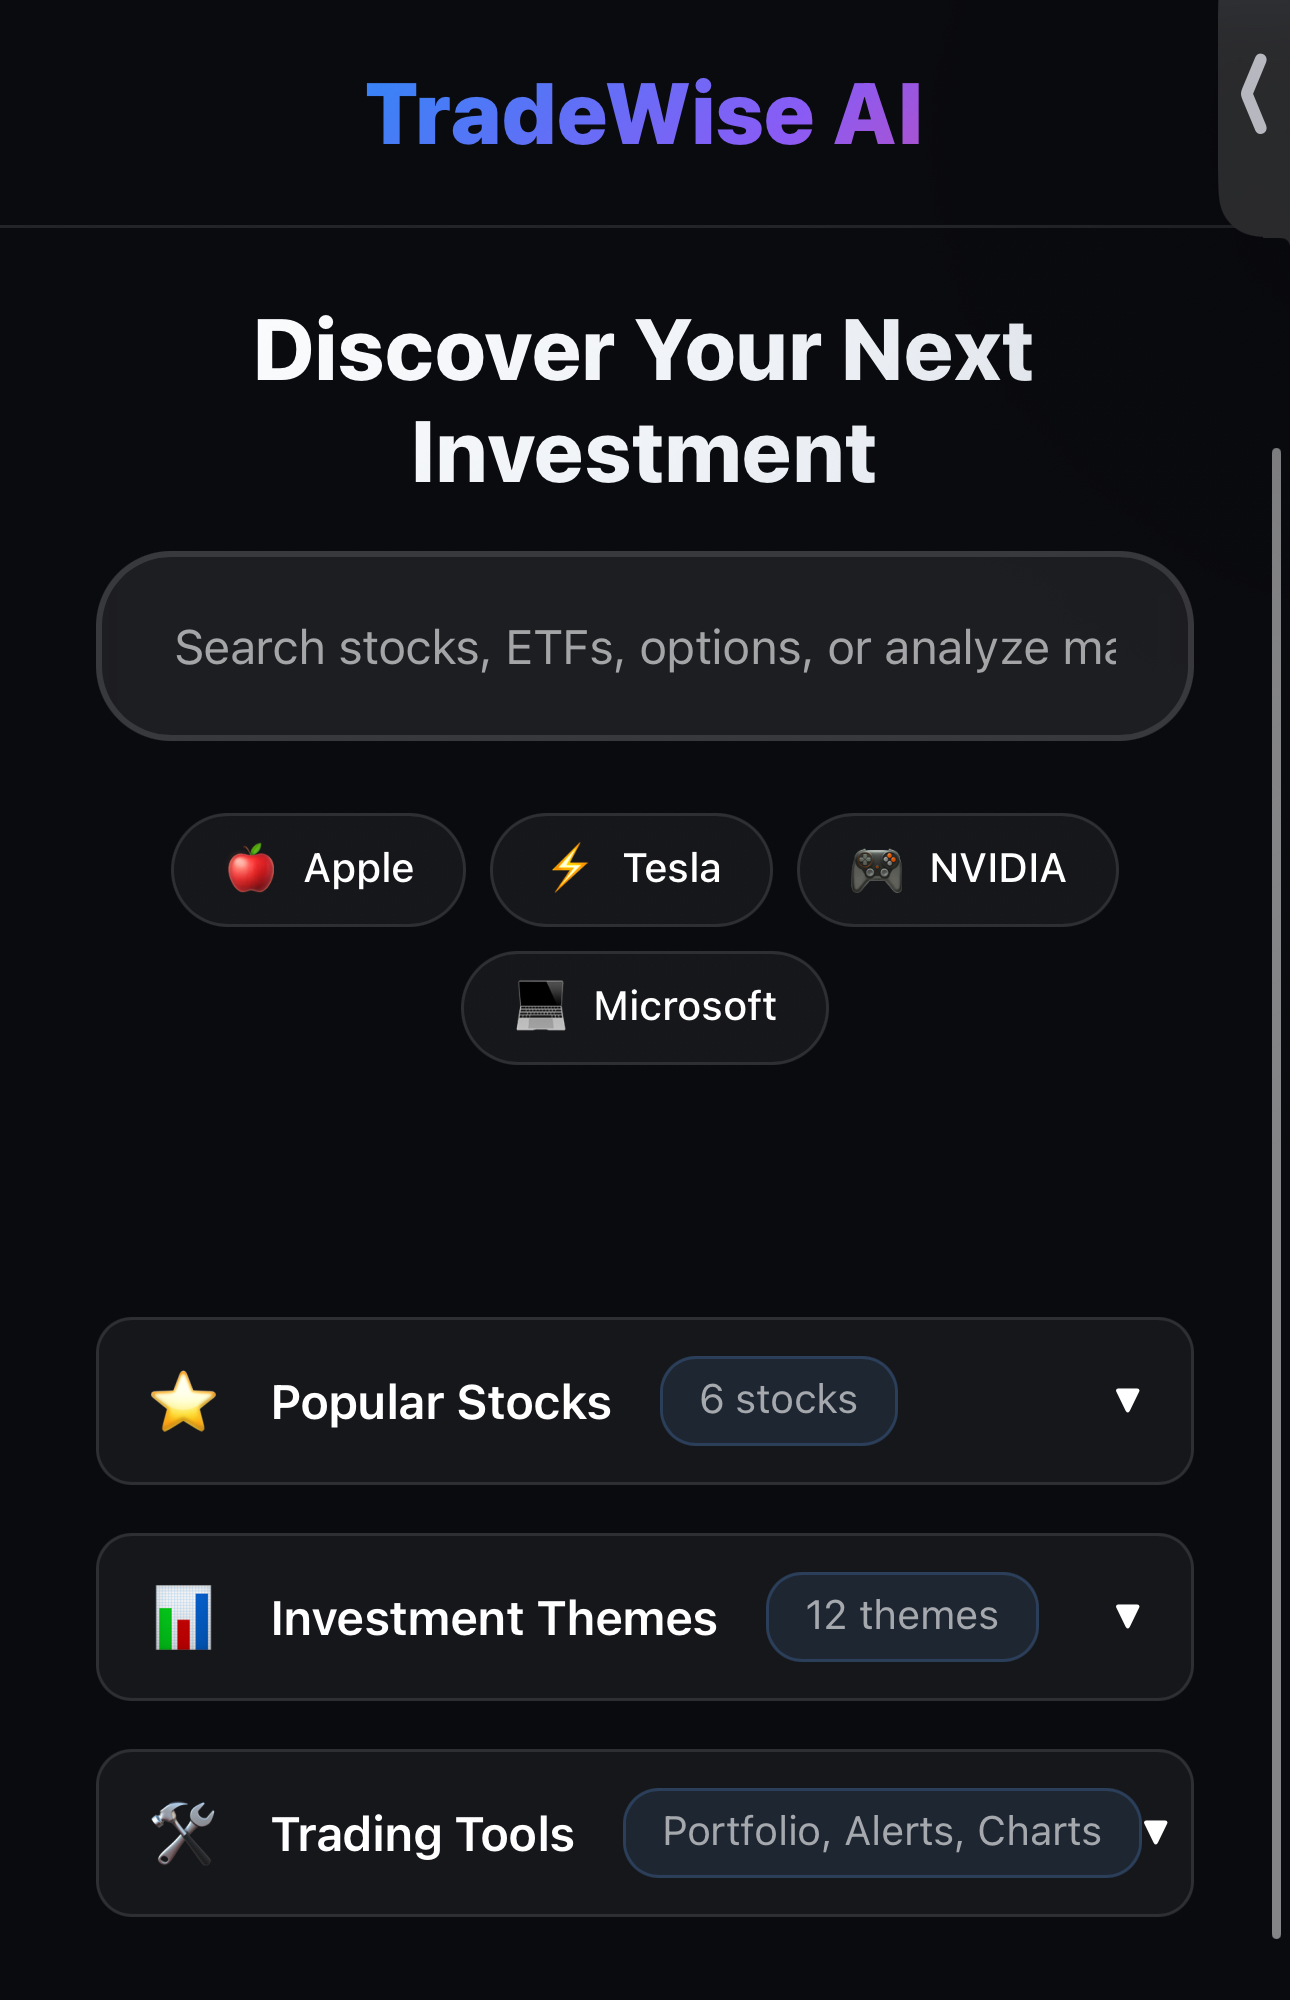 TradeWise AI
Discover Your Next
Investment
Search stocks, ETFs, options, or analyze
Apple
Tesla
NVIDIA
Microsoft
Popular Stocks
6 stocks
Investment Themes
12 themes
Trading Tools
Portfolio, Alerts, Charts